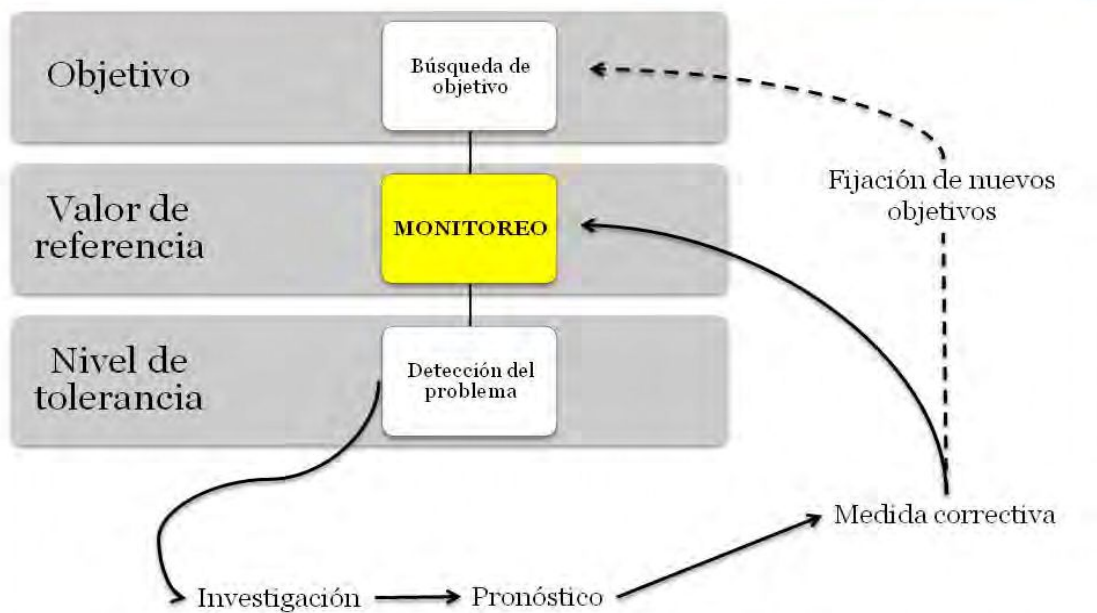 Objetivo
Búsqueda de
objetivo
Valor de
referencia
MONITOREO
Fijación de nuevos
objetivos
Nivel de
tolerancia
Detección del
problema
Medida correctiva
Investigación
Pronóstico